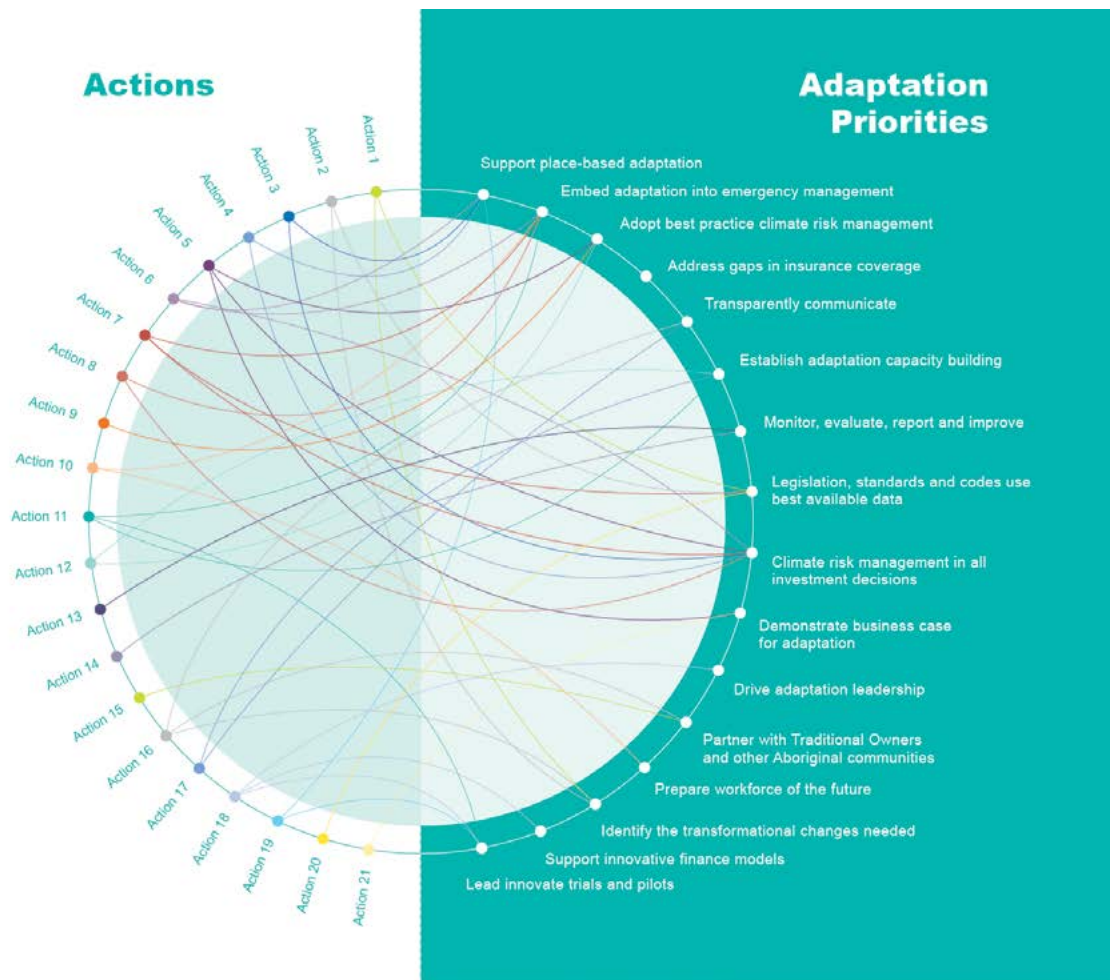 Actions
Adaptation
Priorities
Action 1
Action 2
Action 3
Action 4
Action 5
Action 6
Action 7
Action 8
Action 9
Action 10
Action 11
Action 12
Action 13
Action 14
Action 15
Action 16
Action 17
Action 18
Action 19
Action 20
Action 21
Support place-based adaptation
Embed adaptation into emergency management
Adopt best practice climate risk management
Address gaps in insurance coverage
Transparently communicate
Establish adaptation capacity building
Monitor, evaluate, report and improve
Legislation, standards and codes use
best available data
Climate risk management in all
investment decisions
Demonstrate business case
for adaptation
Drive adaptation leadership
Partner with Traditional Owners
and other Aboriginal communities
Prepare workforce of the future
Identify the transformational changes needed
Support innovative finance models
Lead innovate trials and pilots